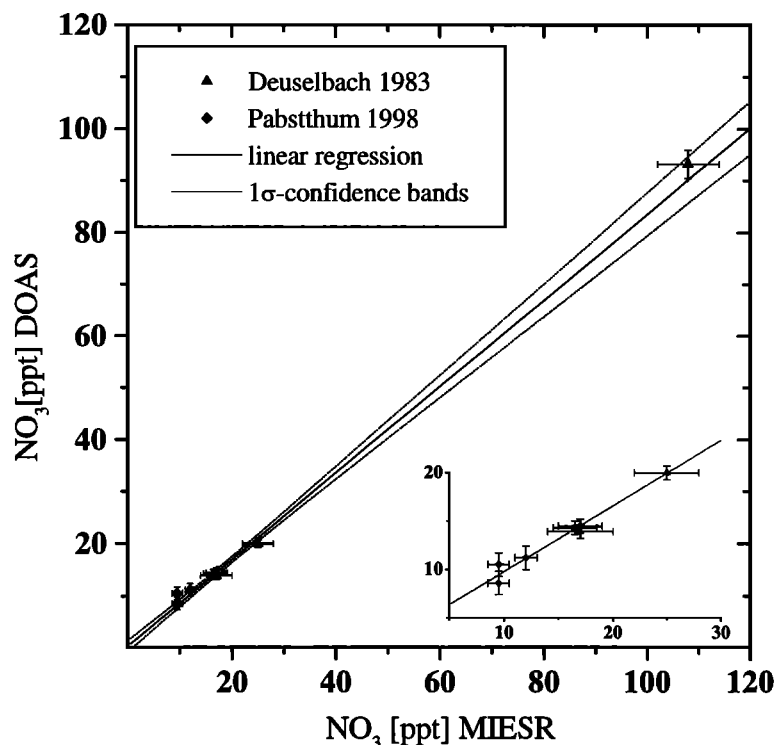 120
100
80
60
40
20
NO3[ppt] DOAS
Deuselbach 1983
Pabstthum 1998
linear regression
1σ-confidence bands
20
10
10 20 30
20 40 60 80 100 120
NO3 [ppt] MIESR